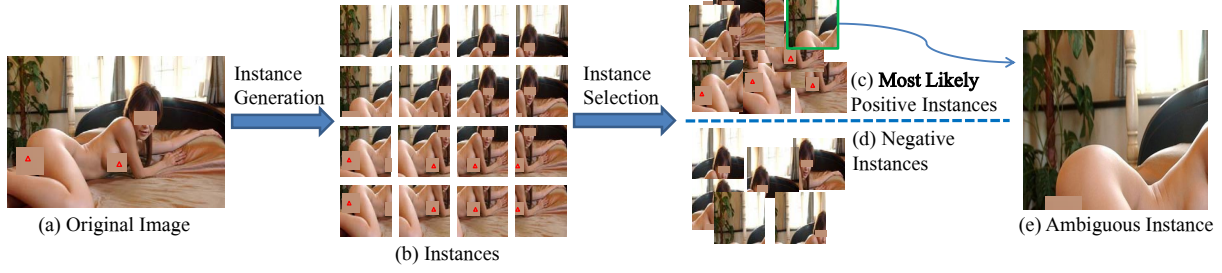 Instance
Generation
Instance
Selection
(a) Original Image
(b) Instances
(c) Most Likely
Positive Instances
(d) Negative
Instances
(e) Ambiguous Instance